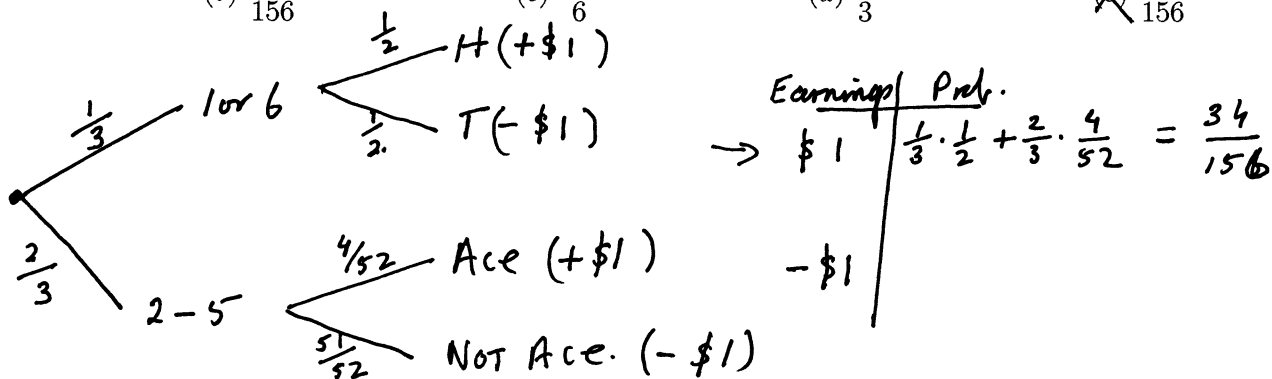 156 6 3 156
1/2 H (+$1)
1/3 1 or 6
1/2. T (- $1)
Earnings Prob.
→ $1 1/3 · 1/2 + 2/3 · 4/52 = 34/156
2/3 4/52 Ace (+$1)
- $1
2 - 5
51/52 NOT Ace. (- $1)